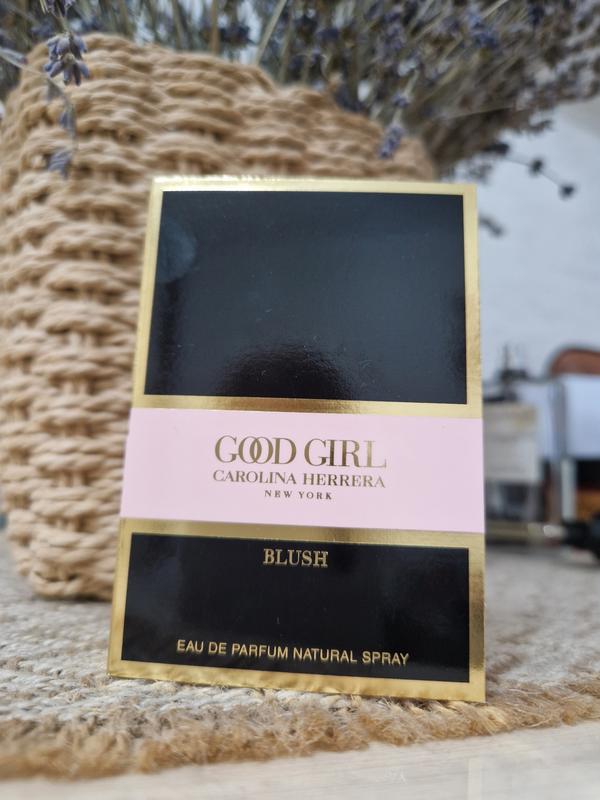 GOOD GIRL
CAROLINA HERRERA
NEW YORK
BLUSH
EAU DE PARFUM NATURAL SPRAY